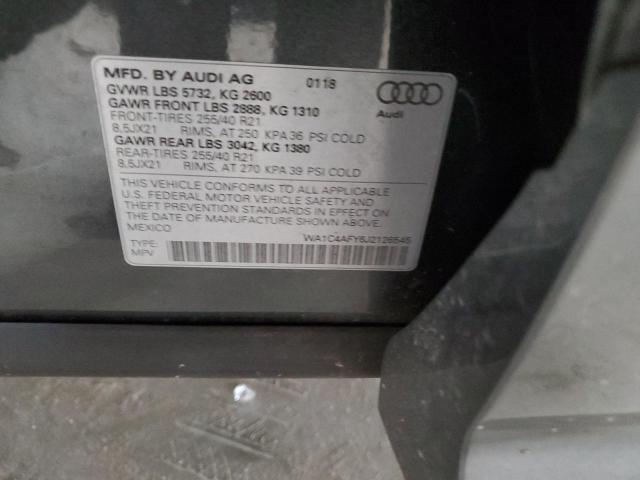 MFD. BY AUDI AG 0118
GVWR LBS 5732, KG 2600
GAWR FRONT LBS 2888, KG 1310
FRONT-TIRES 255/40 R21
8.5JX21 RIMS, AT 250 KPA 36 PSI COLD
GAWR REAR LBS 3042, KG 1380
REAR-TIRES 255/40 R21
8.5JX21 RIMS, AT 270 KPA 39 PSI COLD
Audi
THIS VEHICLE CONFORMS TO ALL APPLICABLE
U.S. FEDERAL MOTOR VEHICLE SAFETY AND
THEFT PREVENTION STANDARDS IN EFFECT ON
THE DATE OF MANUFACTURE SHOWN ABOVE.
MEXICO
WA1C4AFY6J2126545
TYPE:
MPV